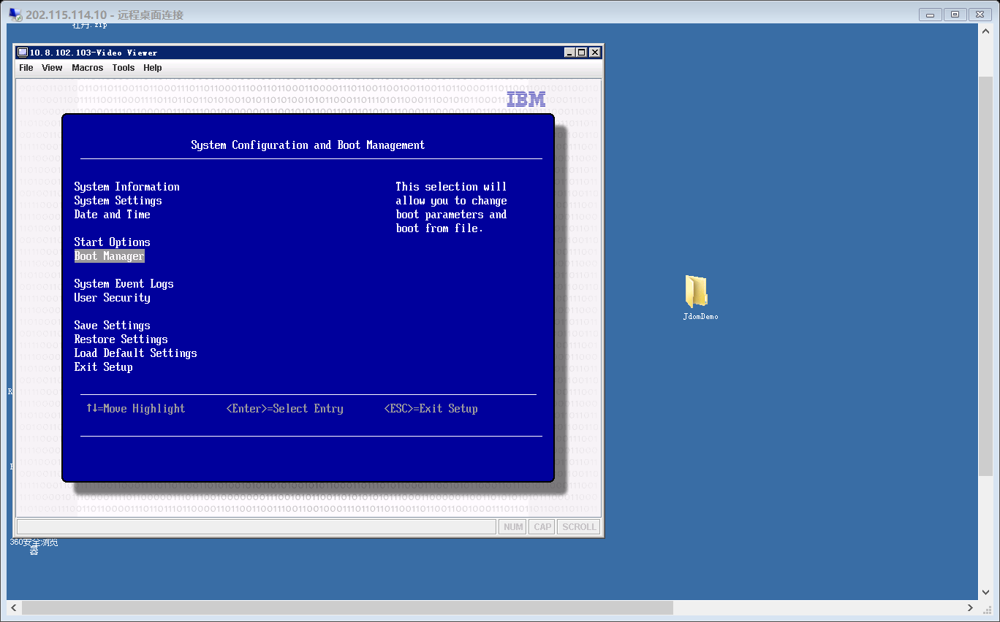 202.115.114.10 - 远程桌面连接
牡丹.zip
10.8.102.103-Video Viewer
File View Macros Tools Help
IBM
System Configuration and Boot Management
System Information
System Settings
Date and Time
Start Options
Boot Manager
System Event Logs
User Security
Save Settings
Restore Settings
Load Default Settings
Exit Setup
This selection will
allow you to change
boot parameters and
boot from file.
↑↓=Move Highlight <Enter>=Select Entry <ESC>=Exit Setup
NUM CAP SCROLL
JdomDemo
360安全浏览
器